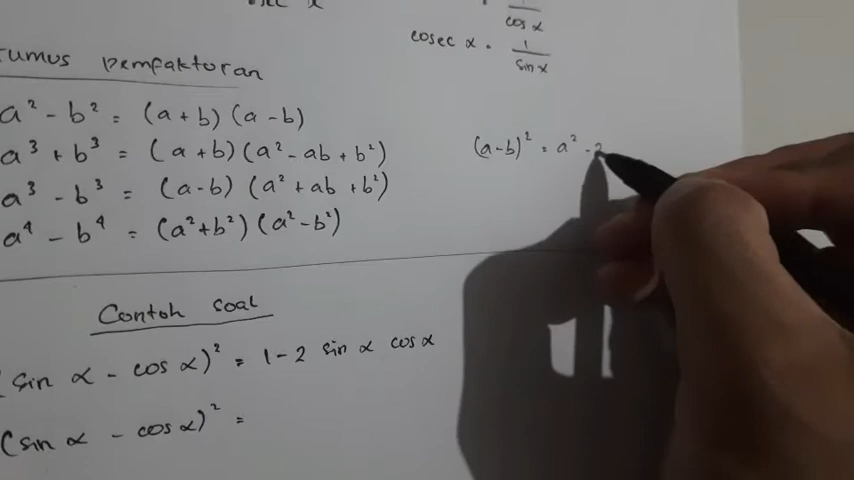 cos α
cosec α = 1/sin α
rumus pemfaktoran
a² - b² = (a + b) (a - b)
a³ + b³ = (a + b) (a² - ab + b²)
(a - b)² = a² - 2
a³ - b³ = (a - b) (a² + ab + b²)
a⁴ - b⁴ = (a² + b²) (a² - b²)
Contoh soal
(sin α - cos α)² = 1 - 2 sin α cos α
(sin α - cos α)² =